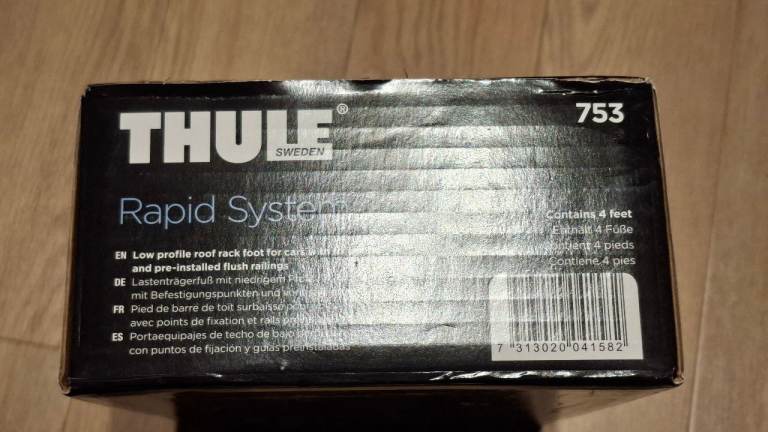 THULE®
SWEDEN
753
Rapid System
Contains 4 feet
Enthält 4 Füße
Contient 4 pieds
Contiene 4 pies
EN Low profile roof rack foot for cars with
and pre-installed flush railings
DE Lastenträgerfuß mit niedrigem
mit Befestigungspunkten und
FR Pied de barre de toit surbaissé
avec points de fixation et rails
ES Portaequipajes de techo de bajo
con puntos de fijación y guías preinstaladas
7 313020 041582